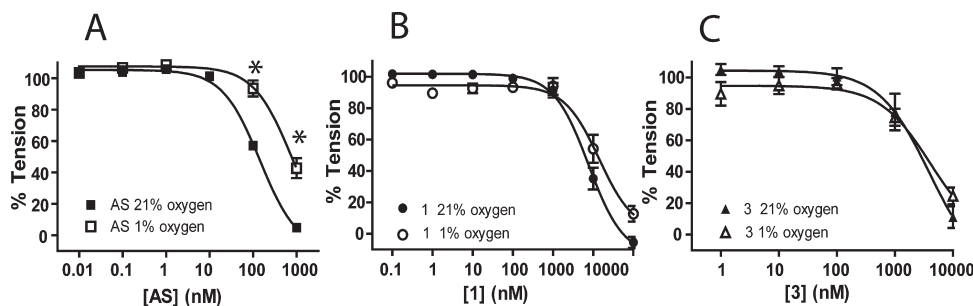 A
% Tension
100
80
60
40
20
0
*
*
AS 21% oxygen
AS 1% oxygen
0.01 0.1 1 10 100 1000
[AS] (nM)
B
% Tension
100
80
60
40
20
0
1 21% oxygen
1 1% oxygen
0.1 1 10 100 1000 10000
[1] (nM)
C
% Tension
100
80
60
40
20
0
3 21% oxygen
3 1% oxygen
1 10 100 1000 10000
[3] (nM)